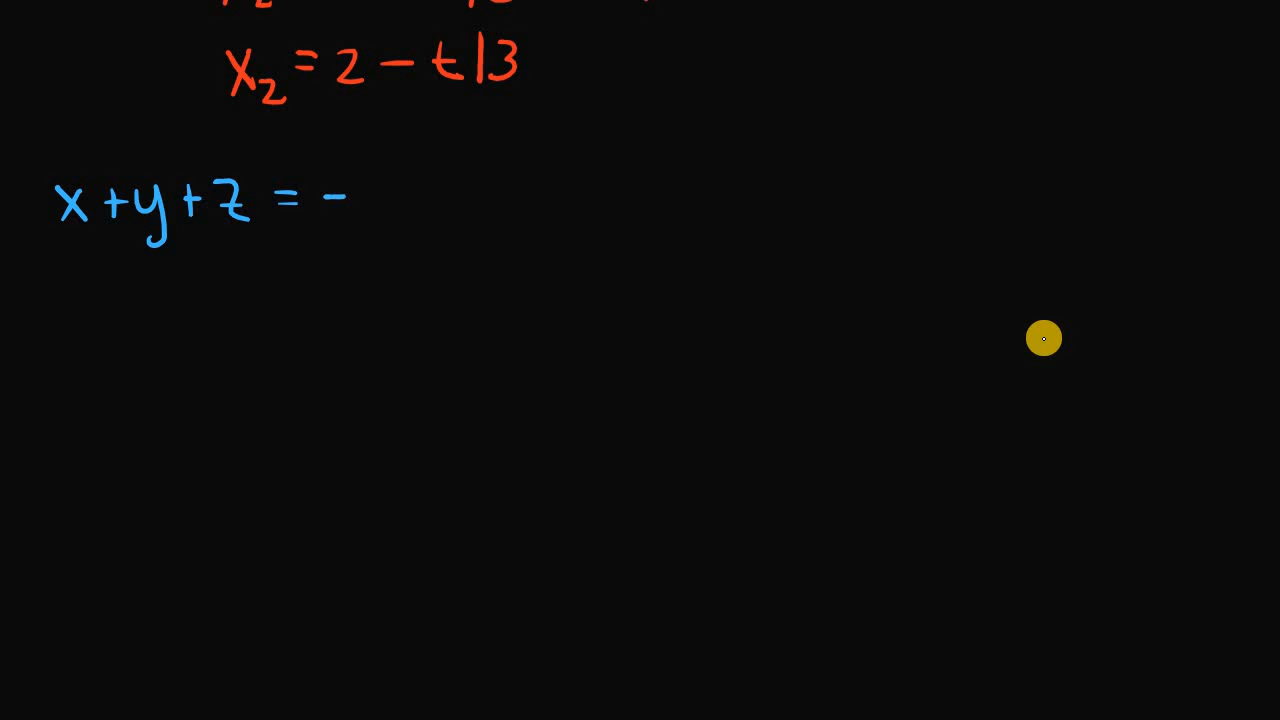 x₂ = 2 - t|3
x + y + z = -